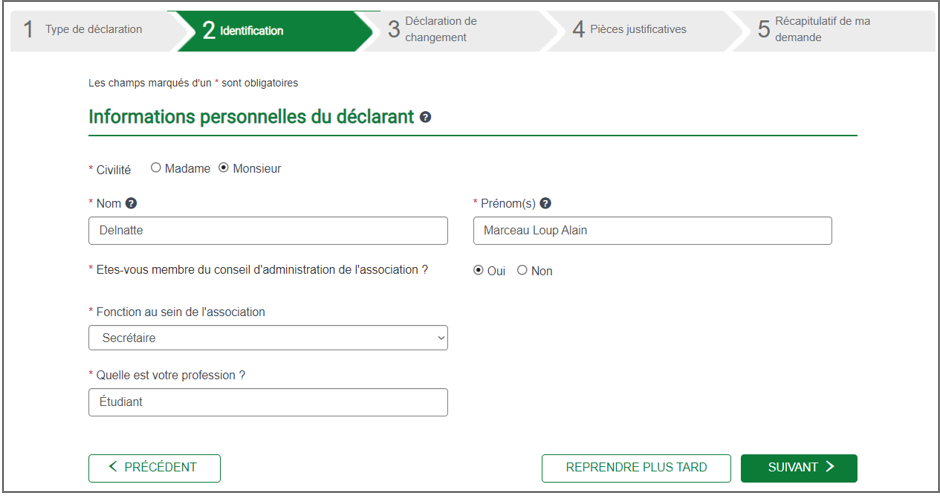 1 Type de déclaration
2 Identification
3 Déclaration de
changement
4 Pièces justificatives
5 Récapitulatif de ma
demande
Les champs marqués d'un * sont obligatoires
Informations personnelles du déclarant ?
* Civilité Madame Monsieur
* Nom ? * Prénom(s) ?
Delnatte Marceau Loup Alain
* Etes-vous membre du conseil d'administration de l'association ? Oui Non
* Fonction au sein de l'association
Secrétaire
* Quelle est votre profession ?
Étudiant
PRÉCÉDENT REPRENDRE PLUS TARD SUIVANT